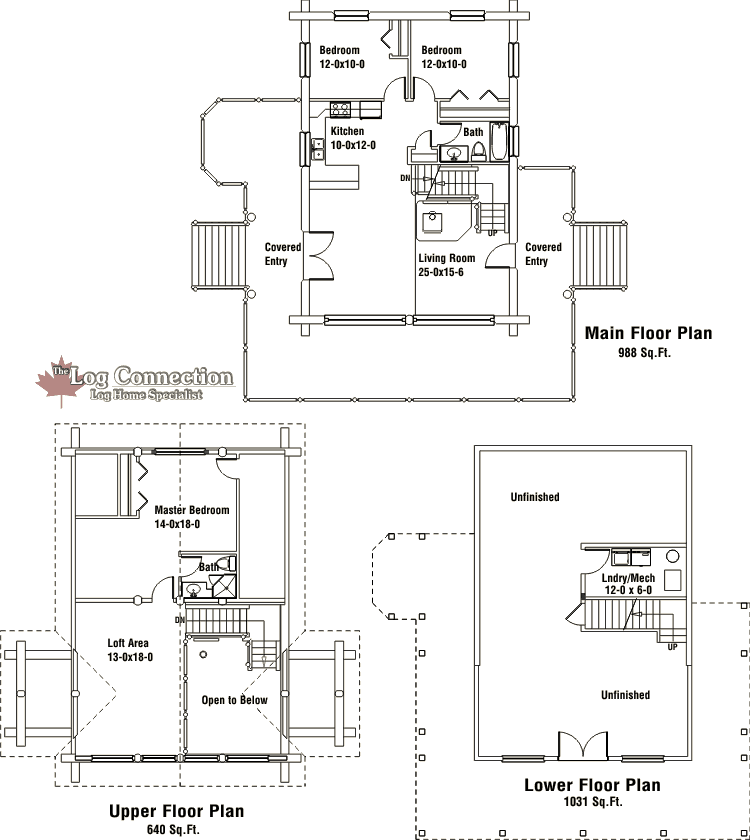 Bedroom
12-0x10-0
Bedroom
12-0x10-0
Kitchen
10-0x12-0
Bath
DN
UP
Covered
Entry
Living Room
25-0x15-6
Covered
Entry
Main Floor Plan
988 Sq.Ft.
The Log Connection
Log Home Specialist
Master Bedroom
14-0x18-0
Bath
DN
Loft Area
13-0x18-0
Open to Below
Upper Floor Plan
640 Sq.Ft.
Unfinished
Lndry/Mech
12-0 x 6-0
UP
Unfinished
Lower Floor Plan
1031 Sq.Ft.